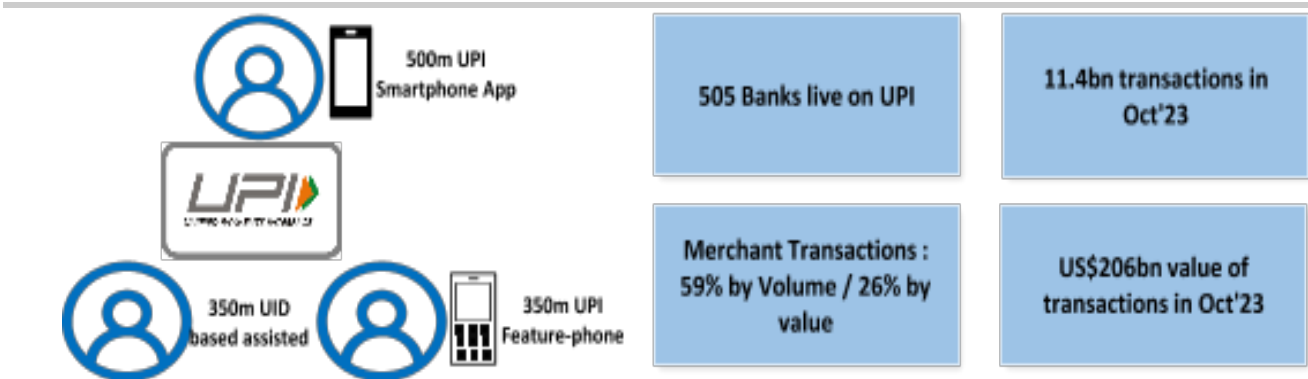 500m UPI
Smartphone App
UPI
350m UID
based assisted
350m UPI
Feature-phone
505 Banks live on UPI
11.4bn transactions in
Oct'23
Merchant Transactions :
59% by Volume / 26% by
value
US$206bn value of
transactions in Oct'23